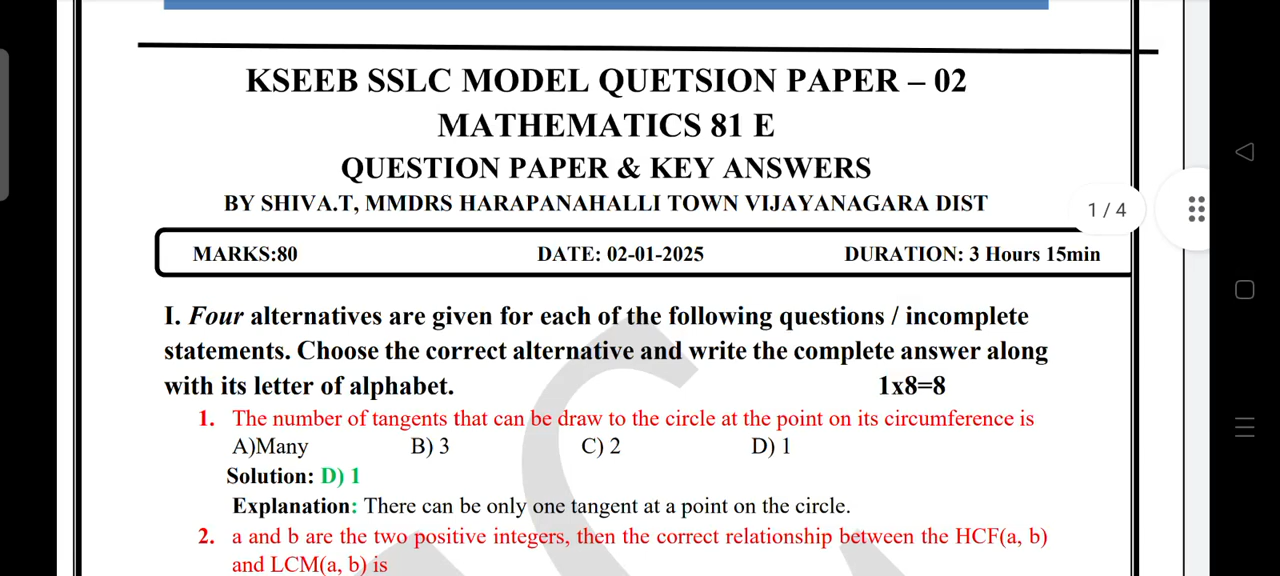 KSEEB SSLC MODEL QUETSION PAPER – 02
MATHEMATICS 81 E
QUESTION PAPER & KEY ANSWERS
BY SHIVA.T, MMDRS HARAPANAHALLI TOWN VIJAYANAGARA DIST
1 / 4
MARKS:80 DATE: 02-01-2025 DURATION: 3 Hours 15min
I. Four alternatives are given for each of the following questions / incomplete
statements. Choose the correct alternative and write the complete answer along
with its letter of alphabet. 1x8=8
1. The number of tangents that can be draw to the circle at the point on its circumference is
A)Many B) 3 C) 2 D) 1
Solution: D) 1
Explanation: There can be only one tangent at a point on the circle.
2. a and b are the two positive integers, then the correct relationship between the HCF(a, b)
and LCM(a, b) is